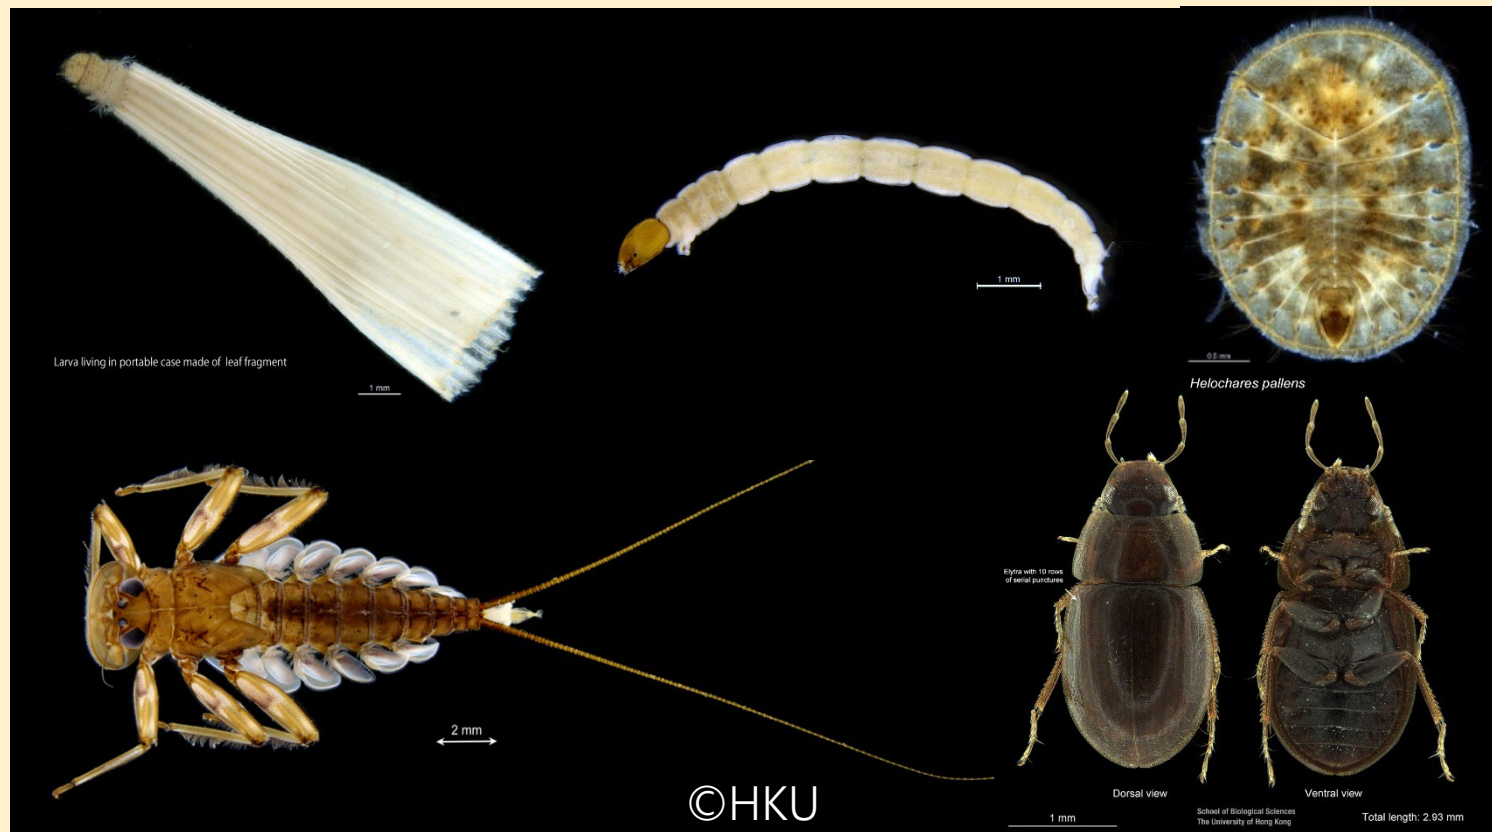 Larva living in portable case made of leaf fragment
1 mm
1 mm
0.5 mm
Helochares pallens
Elytra with 10 rows
of serial punctures
2 mm
Dorsal view
Ventral view
1 mm
School of Biological Sciences
The University of Hong Kong
Total length: 2.93 mm
©HKU